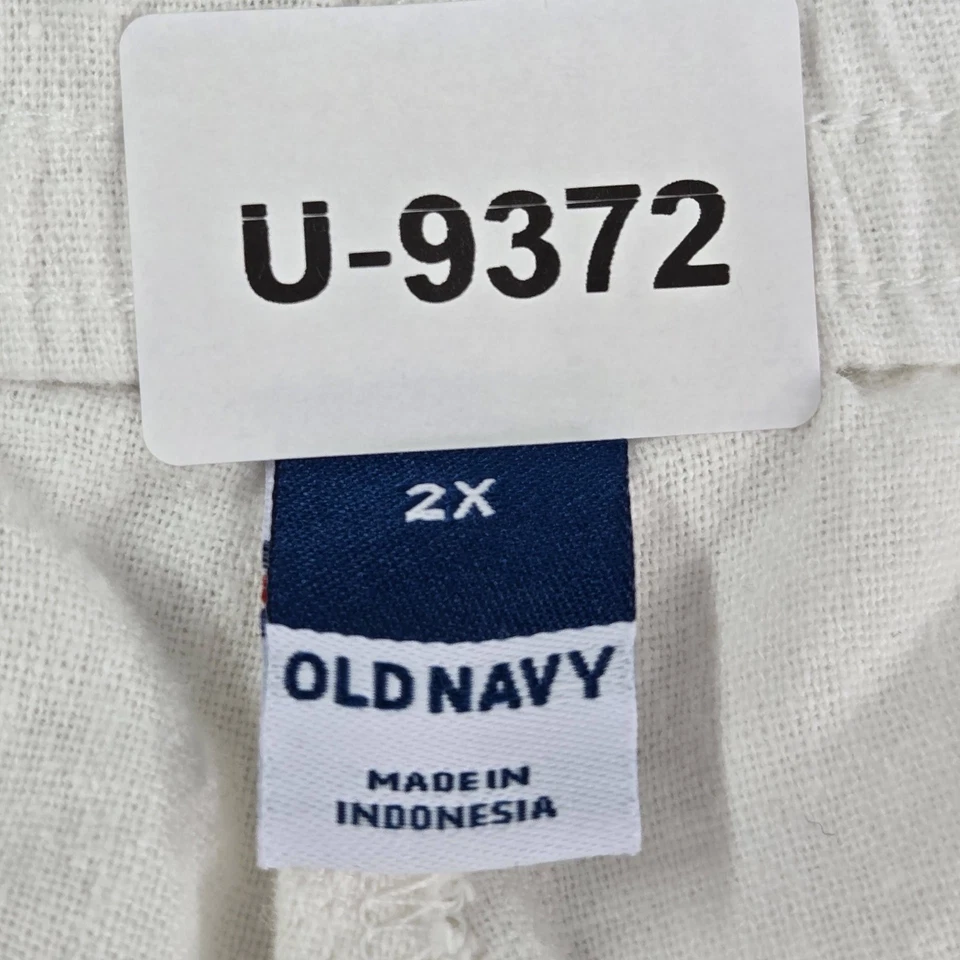 U-9372
2X
OLD NAVY
MADE IN
INDONESIA